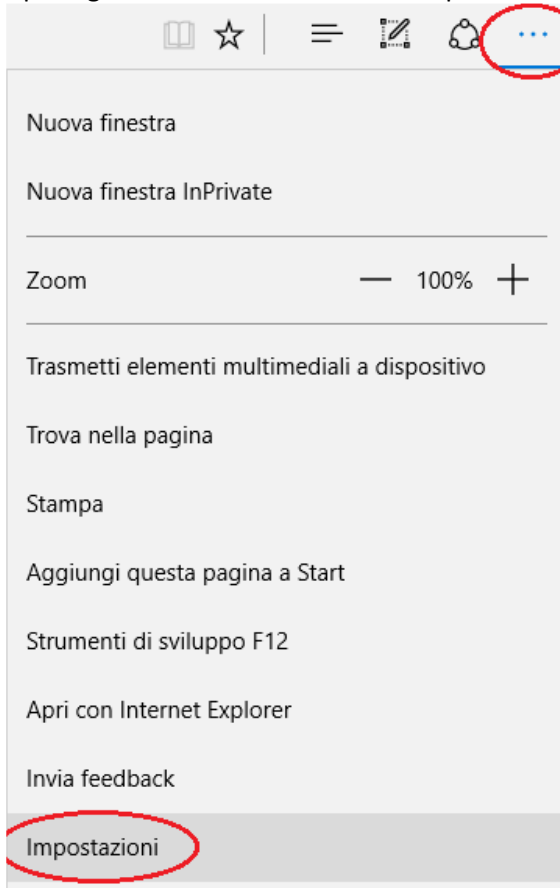 Nuova finestra
Nuova finestra InPrivate
Zoom — 100% +
Trasmetti elementi multimediali a dispositivo
Trova nella pagina
Stampa
Aggiungi questa pagina a Start
Strumenti di sviluppo F12
Apri con Internet Explorer
Invia feedback
Impostazioni